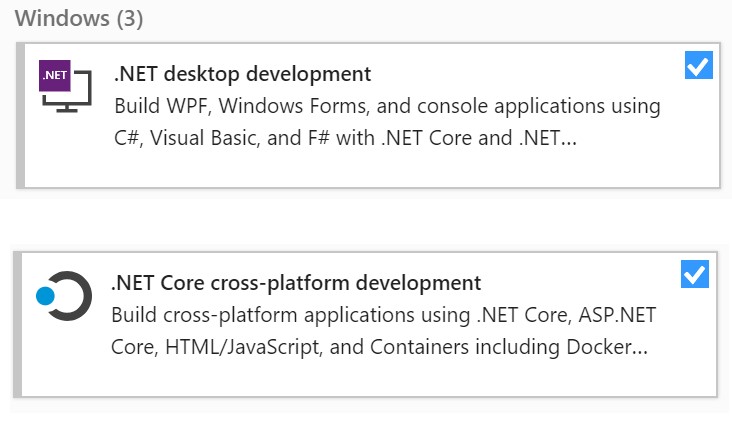 Windows (3)
.NET
.NET desktop development
Build WPF, Windows Forms, and console applications using
C#, Visual Basic, and F# with .NET Core and .NET...
.NET Core cross-platform development
Build cross-platform applications using .NET Core, ASP.NET
Core, HTML/JavaScript, and Containers including Docker...